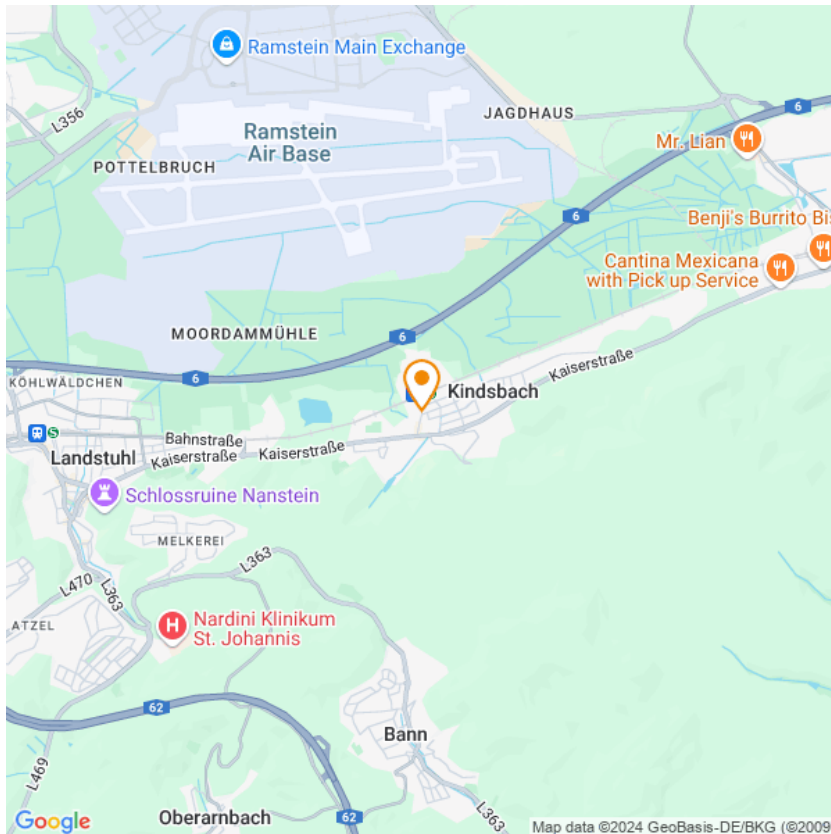 Ramstein Main Exchange
L356
JAGDHAUS
6
Mr. Lian
Ramstein
Air Base
POTTELBRUCH
6
Benji's Burrito Bis
Cantina Mexicana
with Pick up Service
MOORDAMMÜHLE
6
6
KÖHLWÄLDCHEN
Kaiserstraße
Kindsbach
S
Bahnstraße
Kaiserstraße
Kaiserstraße
Landstuhl
Schlossruine Nanstein
MELKEREI
L363
L470
L363
ATZEL
H
Nardini Klinikum
St. Johannis
62
L469
Bann
Oberarnbach
62
L363
Google
Map data ©2024 GeoBasis-DE/BKG (©2009